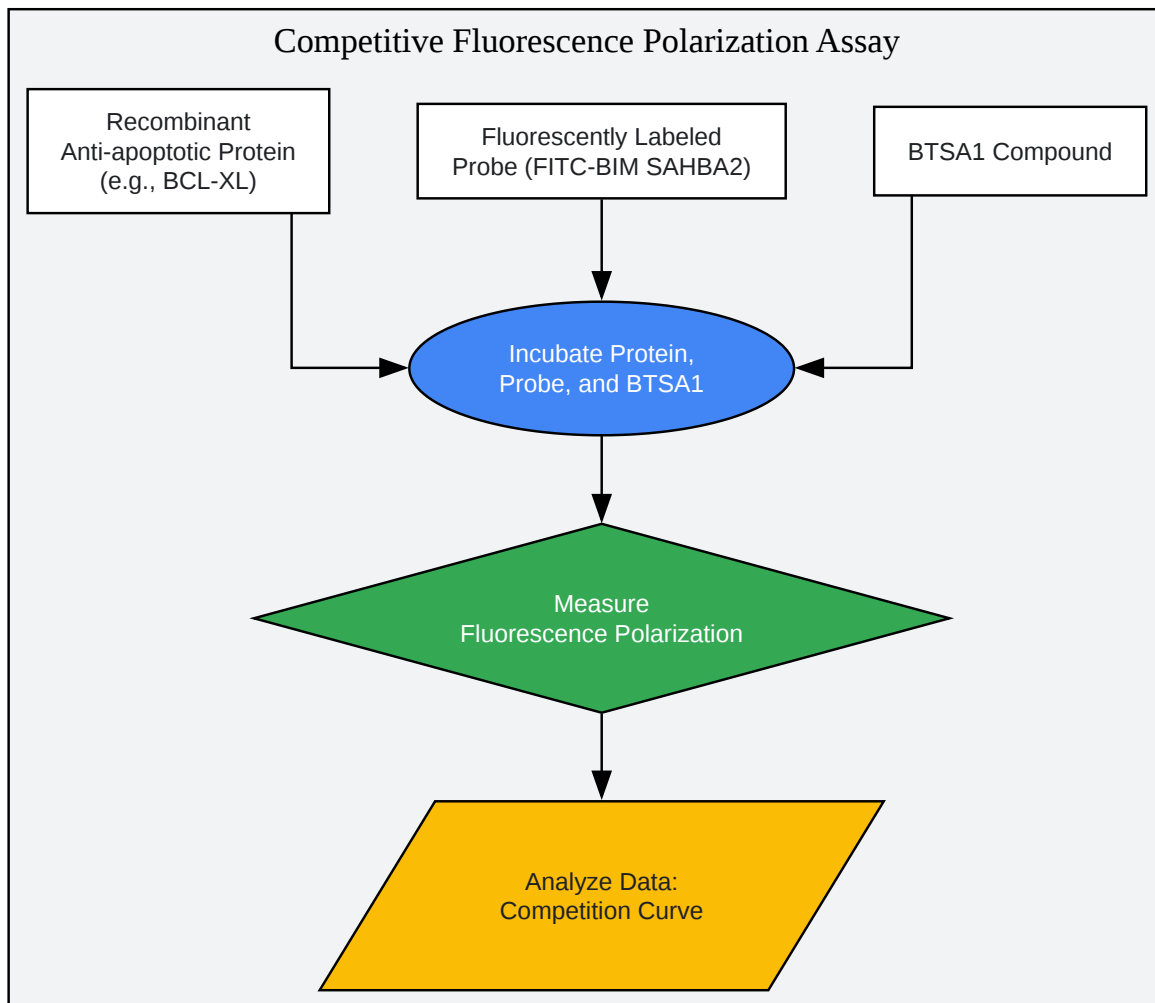 Competitive Fluorescence Polarization Assay
Recombinant
Anti-apoptotic Protein
(e.g., BCL-XL)
Fluorescently Labeled
Probe (FITC-BIM SAHBA2)
BTSA1 Compound
Incubate Protein,
Probe, and BTSA1
Measure
Fluorescence Polarization
Analyze Data:
Competition Curve